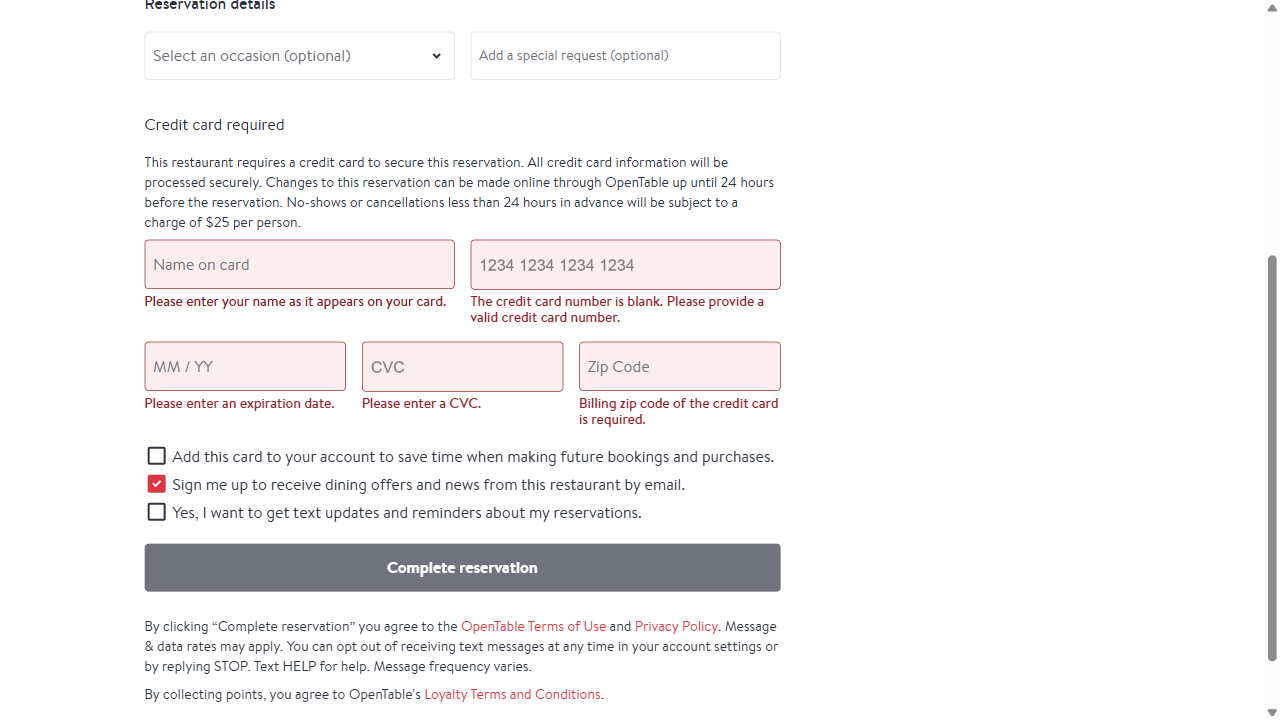 Reservation details
Select an occasion (optional)
Add a special request (optional)
Credit card required
This restaurant requires a credit card to secure this reservation. All credit card information will be
processed securely. Changes to this reservation can be made online through OpenTable up until 24 hours
before the reservation. No-shows or cancellations less than 24 hours in advance will be subject to a
charge of $25 per person.
Name on card
1234 1234 1234 1234
Please enter your name as it appears on your card.
The credit card number is blank. Please provide a
valid credit card number.
MM / YY
CVC
Zip Code
Please enter an expiration date.
Please enter a CVC.
Billing zip code of the credit card
is required.
Add this card to your account to save time when making future bookings and purchases.
Sign me up to receive dining offers and news from this restaurant by email.
Yes, I want to get text updates and reminders about my reservations.
Complete reservation
By clicking “Complete reservation” you agree to the OpenTable Terms of Use and Privacy Policy. Message
& data rates may apply. You can opt out of receiving text messages at any time in your account settings or
by replying STOP. Text HELP for help. Message frequency varies.
By collecting points, you agree to OpenTable's Loyalty Terms and Conditions.